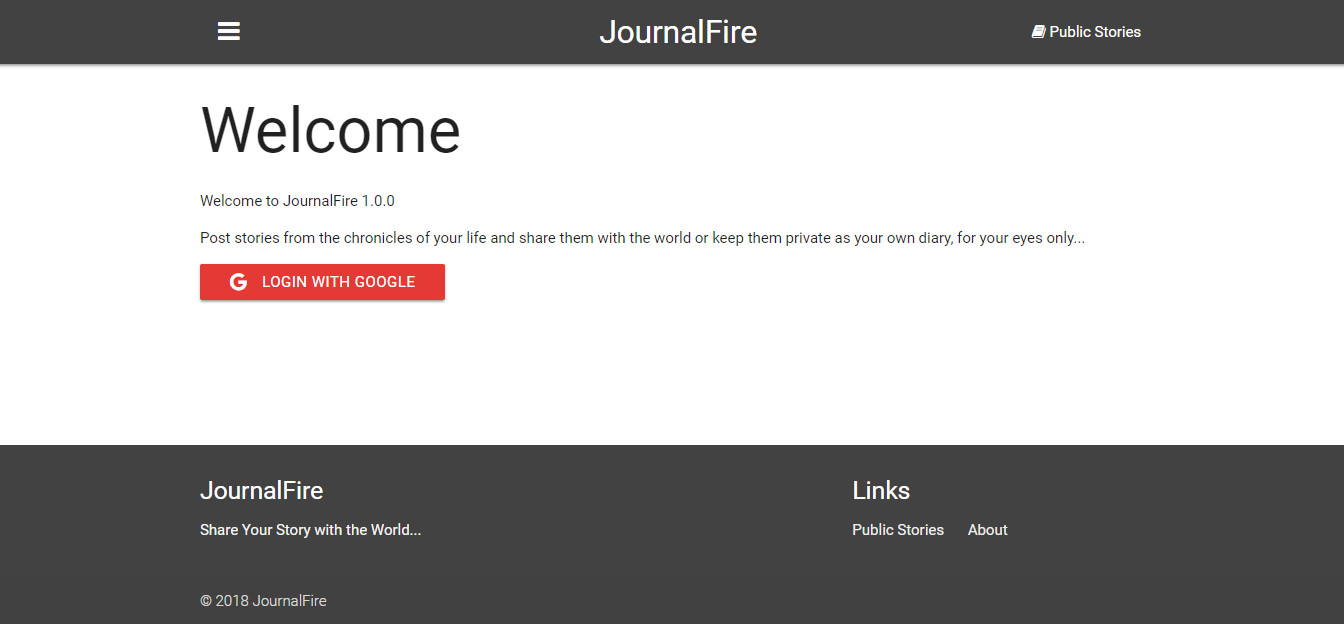 JournalFire
Public Stories
Welcome
Welcome to JournalFire 1.0.0
Post stories from the chronicles of your life and share them with the world or keep them private as your own diary, for your eyes only...
G LOGIN WITH GOOGLE
JournalFire
Links
Share Your Story with the World...
Public Stories About
© 2018 JournalFire